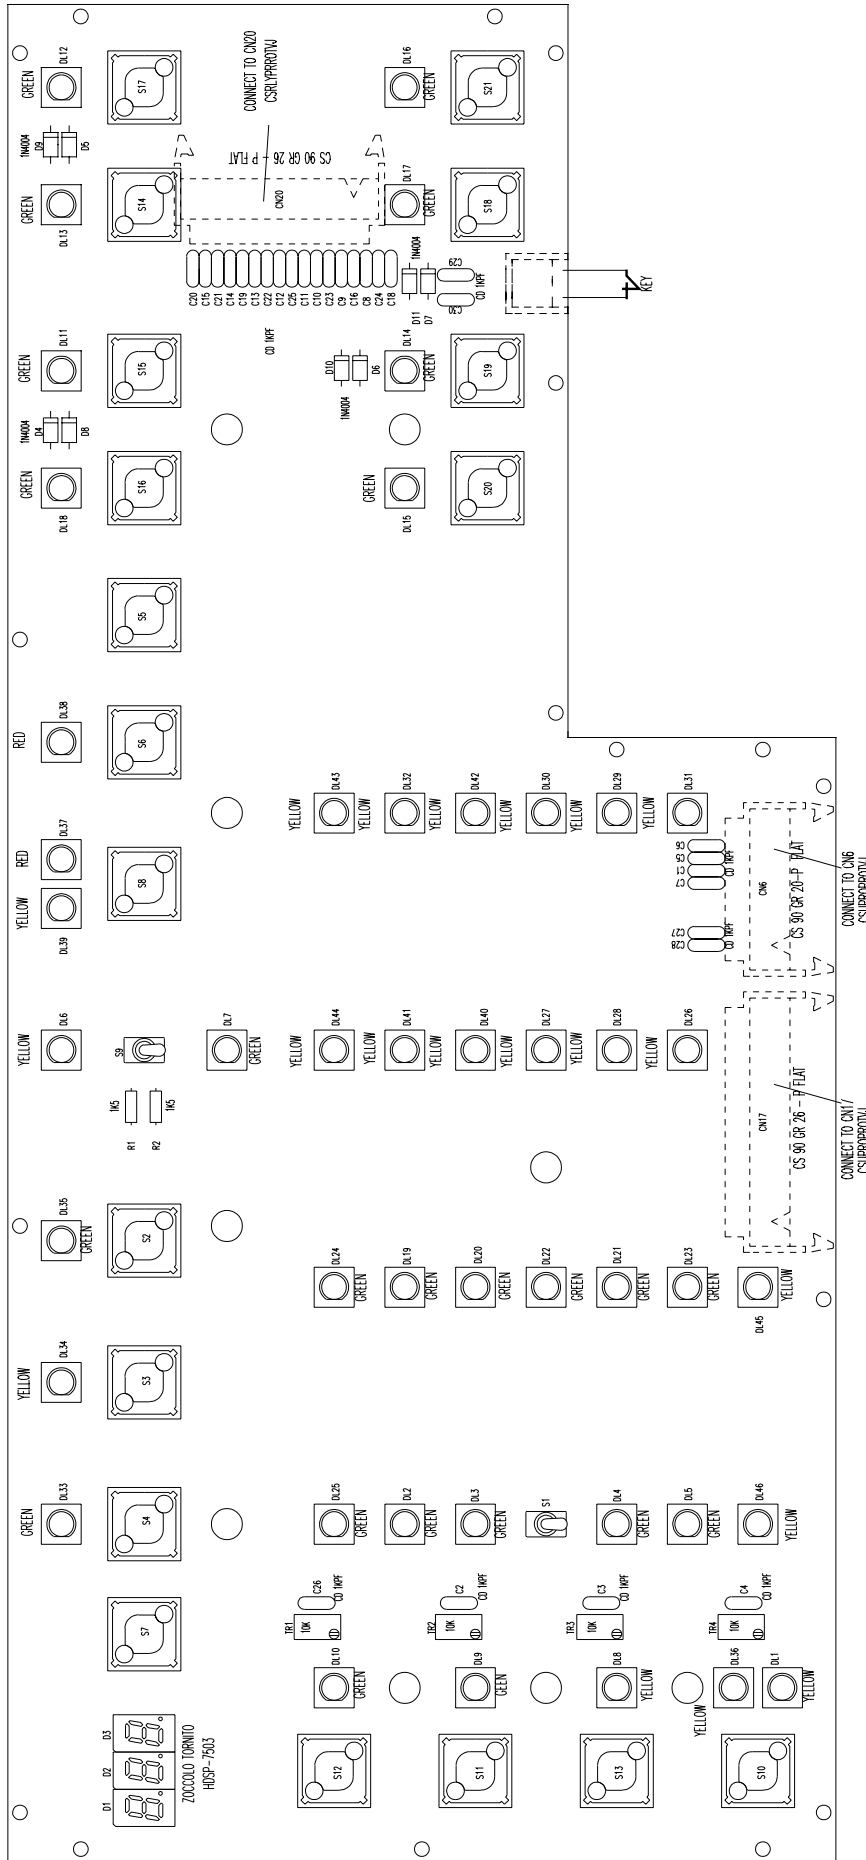 DL12
GREEN
S17
CONNECT TO CN20
CSRLYPRROTVJ
DL16
GREEN
S21
1N4004
D9
D5
CS 90 GR 26 - P FLAT
CN20
DL17
GREEN
GREEN
DL13
S14
S18
C20
C15
C21
C14
C19
C13
C22
C12
C25
C11
C10
C23
C9
C16
C8
C24
C18
CD 1KPF
1N4004
D11
D7
C29
CD 1KPF
C30
KEY
DL11
GREEN
S15
D10
D6
1N4004
DL14
GREEN
S19
1N4004
D4
D8
GREEN
DL18
S16
GREEN
DL15
S20
S5
DL38
RED
S6
DL43
YELLOW
DL32
YELLOW
DL42
YELLOW
DL30
YELLOW
DL29
DL31
YELLOW
DL37
RED
S8
YELLOW
DL39
C6
C5
C1
C7
CD 1KPF
C27
C28
CD 1KPF
CN6
CS 90 GR 20-P FLAT
CONNECT TO CN6
DL6
YELLOW
S9
DL7
GREEN
DL44
YELLOW
DL41
YELLOW
DL40
YELLOW
DL27
YELLOW
DL28
YELLOW
DL26
YELLOW
1K5
1K5
R1
R2
CN17
CS 90 GR 26 - P FLAT
CONNECT TO CN17
DL35
GREEN
S2
DL24
GREEN
DL19
GREEN
DL20
GREEN
DL22
GREEN
DL21
GREEN
DL23
GREEN
DL45
YELLOW
DL34
YELLOW
S3
DL33
GREEN
S4
DL25
GREEN
DL2
GREEN
DL3
GREEN
S1
DL4
GREEN
DL5
GREEN
DL46
YELLOW
S7
C26
CD 1KPF
TR1
10K
C2
CD 1KPF
TR2
10K
C3
CD 1KPF
TR3
10K
C4
CD 1KPF
TR4
10K
DL10
GREEN
DL9
GEEN
DL8
YELLOW
DL36
YELLOW
DL1
YELLOW
D3
D2
D1
ZOCCOLO TORNITO
HDSP-7503
S12
S11
S13
S10